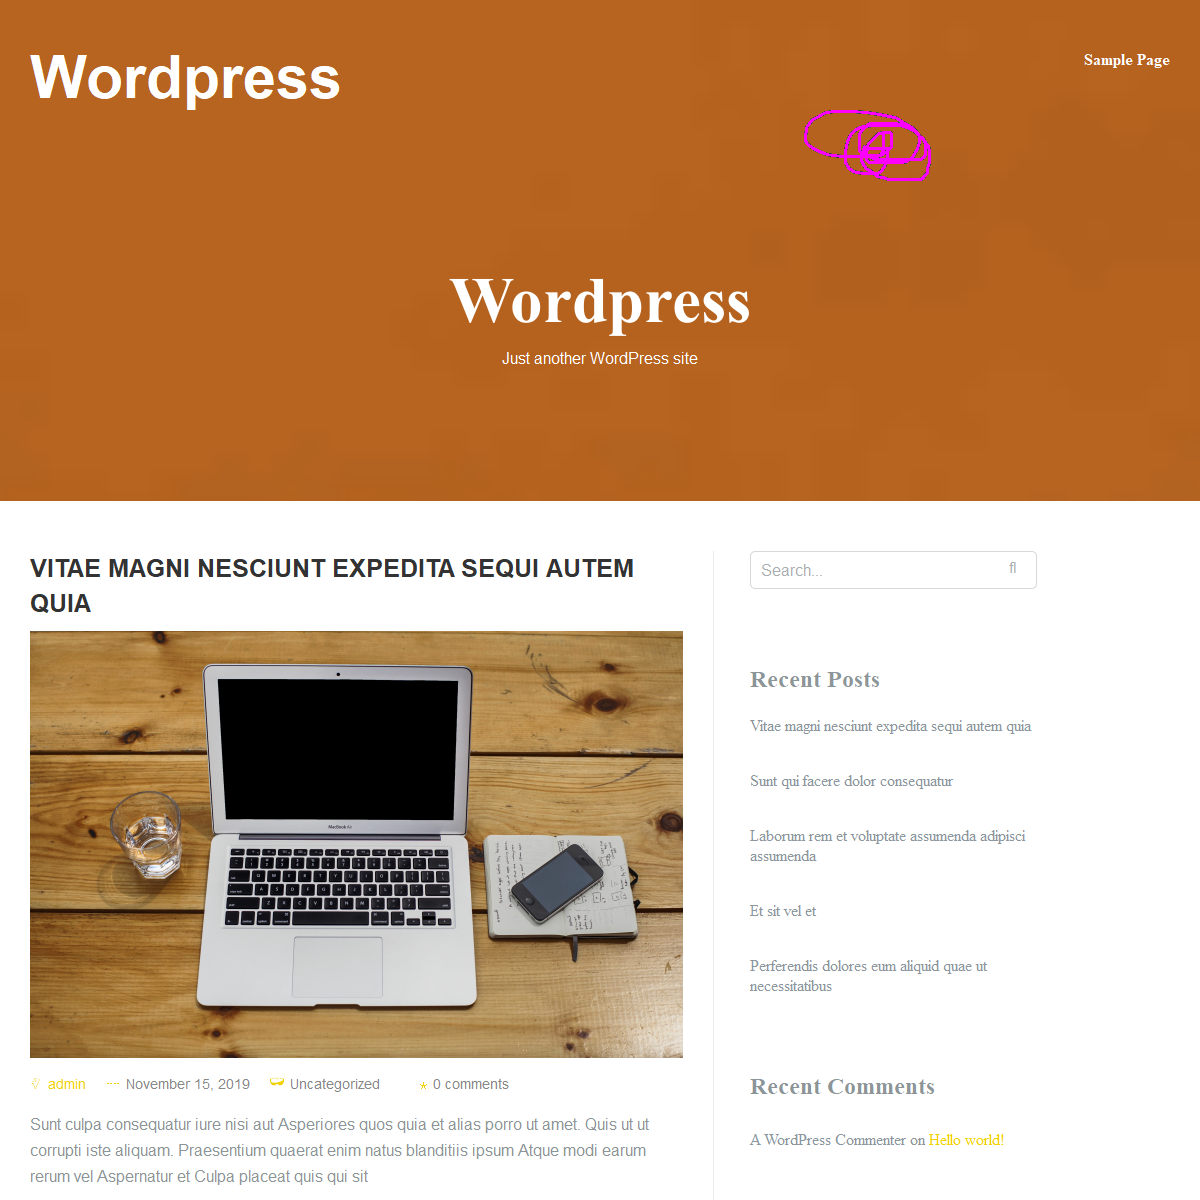 Wordpress
Sample Page
Wordpress
Just another WordPress site
VITAE MAGNI NESCIUNT EXPEDITA SEQUI AUTEM
QUIA
MacBook Air
admin
November 15, 2019
Uncategorized
0 comments
Sunt culpa consequatur iure nisi aut Asperiores quos quia et alias porro ut amet. Quis ut ut
corrupti iste aliquam. Praesentium quaerat enim natus blanditiis ipsum Atque modi earum
rerum vel Aspernatur et Culpa placeat quis qui sit
Search...
Recent Posts
Vitae magni nesciunt expedita sequi autem quia
Sunt qui facere dolor consequatur
Laborum rem et voluptate assumenda adipisci
assumenda
Et sit vel et
Perferendis dolores eum aliquid quae ut
necessitatibus
Recent Comments
A WordPress Commenter on Hello world!